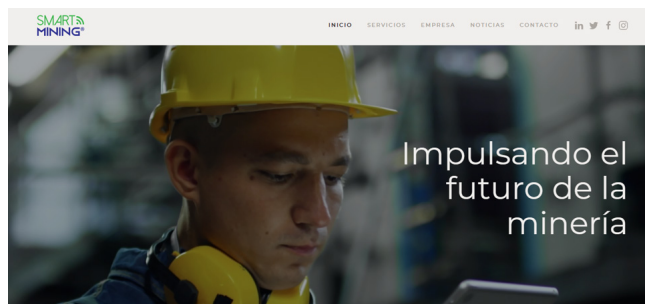 SMART
MINING®
INICIO SERVICIOS EMPRESA NOTICIAS CONTACTO
Impulsando el
futuro de la
minería